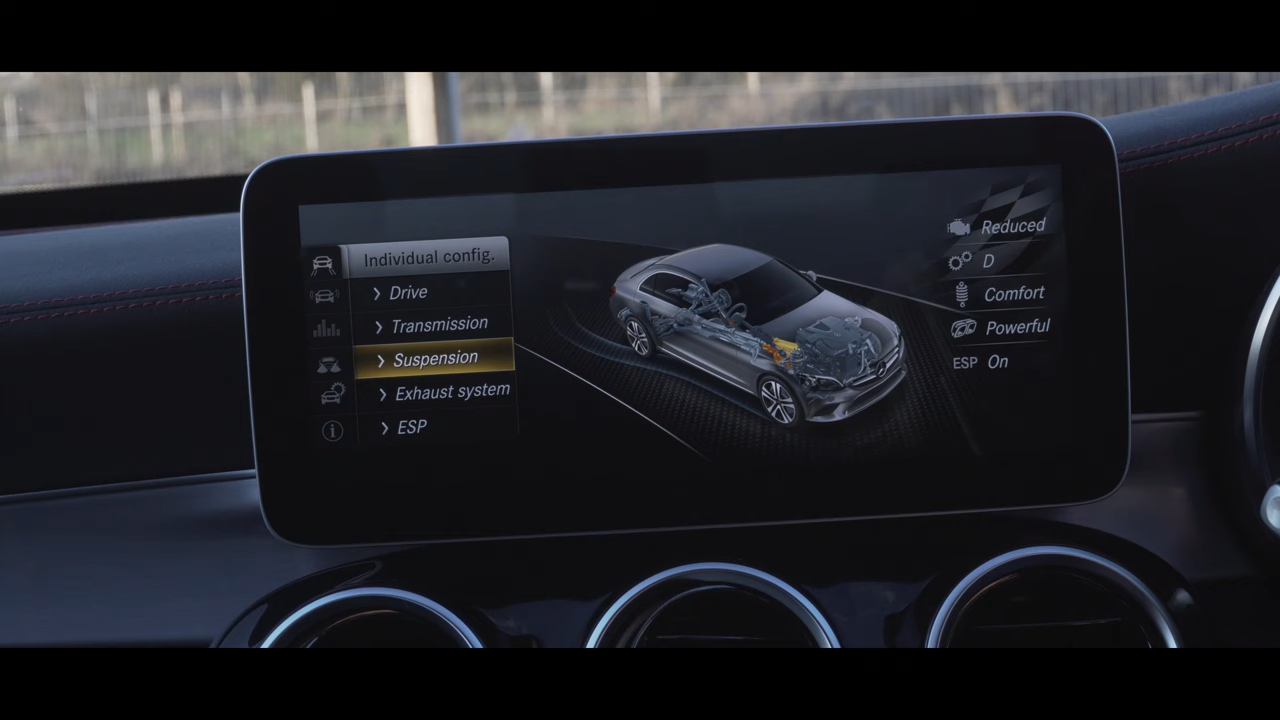 Individual config.
Drive
Transmission
Suspension
Exhaust system
ESP
Reduced
D
Comfort
Powerful
ESP On